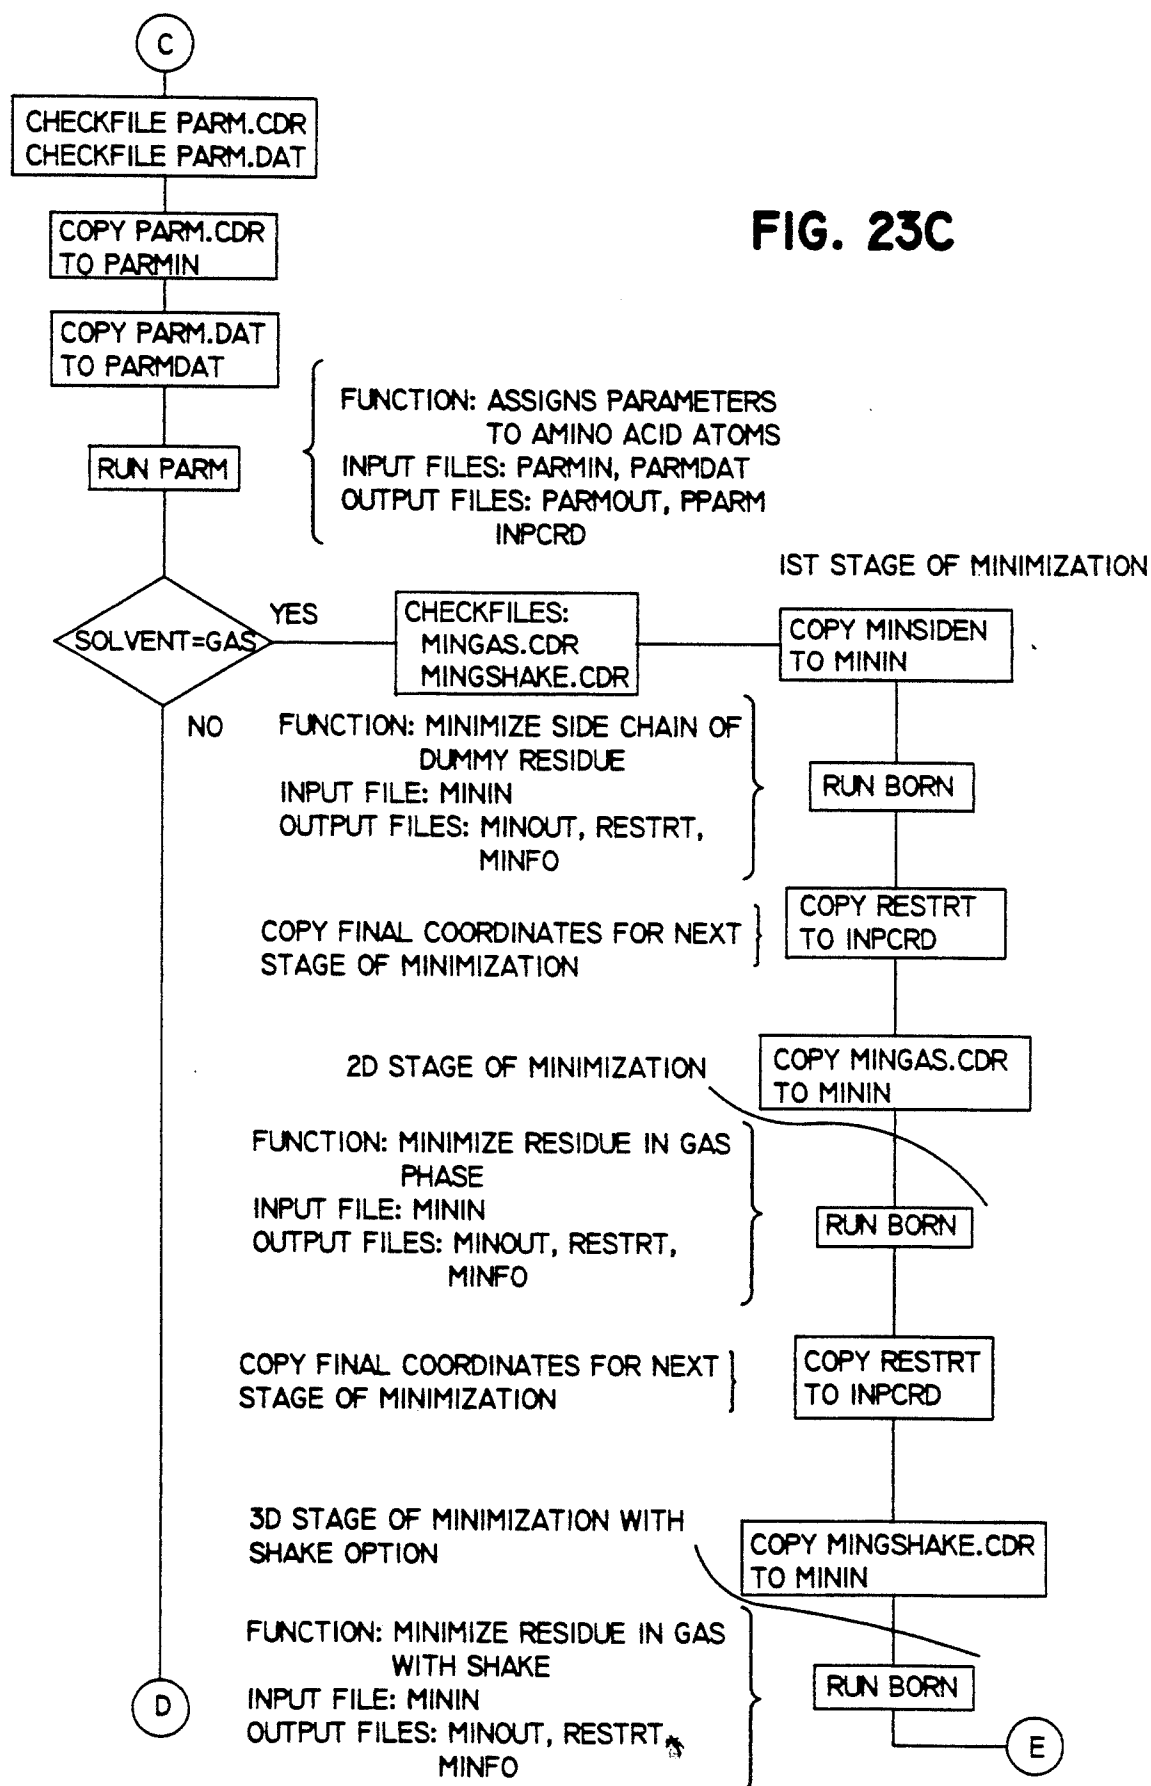 C
CHECKFILE PARM.CDR
CHECKFILE PARM.DAT
COPY PARM.CDR
TO PARMIN
FIG. 23C
COPY PARM.DAT
TO PARMDAT
RUN PARM
FUNCTION: ASSIGNS PARAMETERS
TO AMINO ACID ATOMS
INPUT FILES: PARMIN, PARMDAT
OUTPUT FILES: PARMOUT, PPARM
INPCRD
SOLVENT=GAS
YES
NO
CHECKFILES:
MINGAS.CDR
MINGSHAKE.CDR
1ST STAGE OF MINIMIZATION
COPY MINSIDEN
TO MININ
FUNCTION: MINIMIZE SIDE CHAIN OF
DUMMY RESIDUE
INPUT FILE: MININ
OUTPUT FILES: MINOUT, RESTRT,
MINFO
RUN BORN
COPY FINAL COORDINATES FOR NEXT
STAGE OF MINIMIZATION
COPY RESTRT
TO INPCRD
2D STAGE OF MINIMIZATION
COPY MINGAS.CDR
TO MININ
FUNCTION: MINIMIZE RESIDUE IN GAS
PHASE
INPUT FILE: MININ
OUTPUT FILES: MINOUT, RESTRT,
MINFO
RUN BORN
COPY FINAL COORDINATES FOR NEXT
STAGE OF MINIMIZATION
COPY RESTRT
TO INPCRD
3D STAGE OF MINIMIZATION WITH
SHAKE OPTION
COPY MINGSHAKE.CDR
TO MININ
FUNCTION: MINIMIZE RESIDUE IN GAS
WITH SHAKE
INPUT FILE: MININ
OUTPUT FILES: MINOUT, RESTRT,
MINFO
RUN BORN
D
E